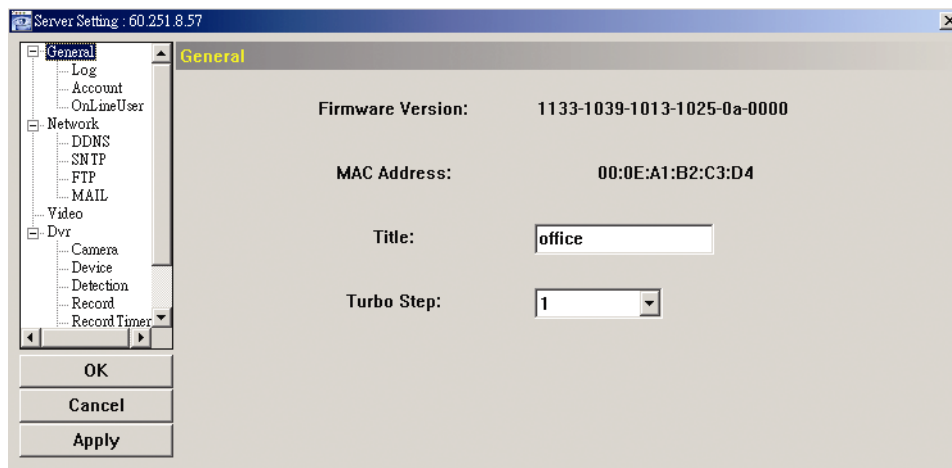 Server Setting : 60.251.8.57
General
Log
Account
OnLineUser
Network
DDNS
SNTP
FTP
MAIL
Video
Dvr
Camera
Device
Detection
Record
Record Timer
OK
Cancel
Apply
General
Firmware Version: 1133-1039-1013-1025-0a-0000
MAC Address: 00:0E:A1:B2:C3:D4
Title: office
Turbo Step: 1